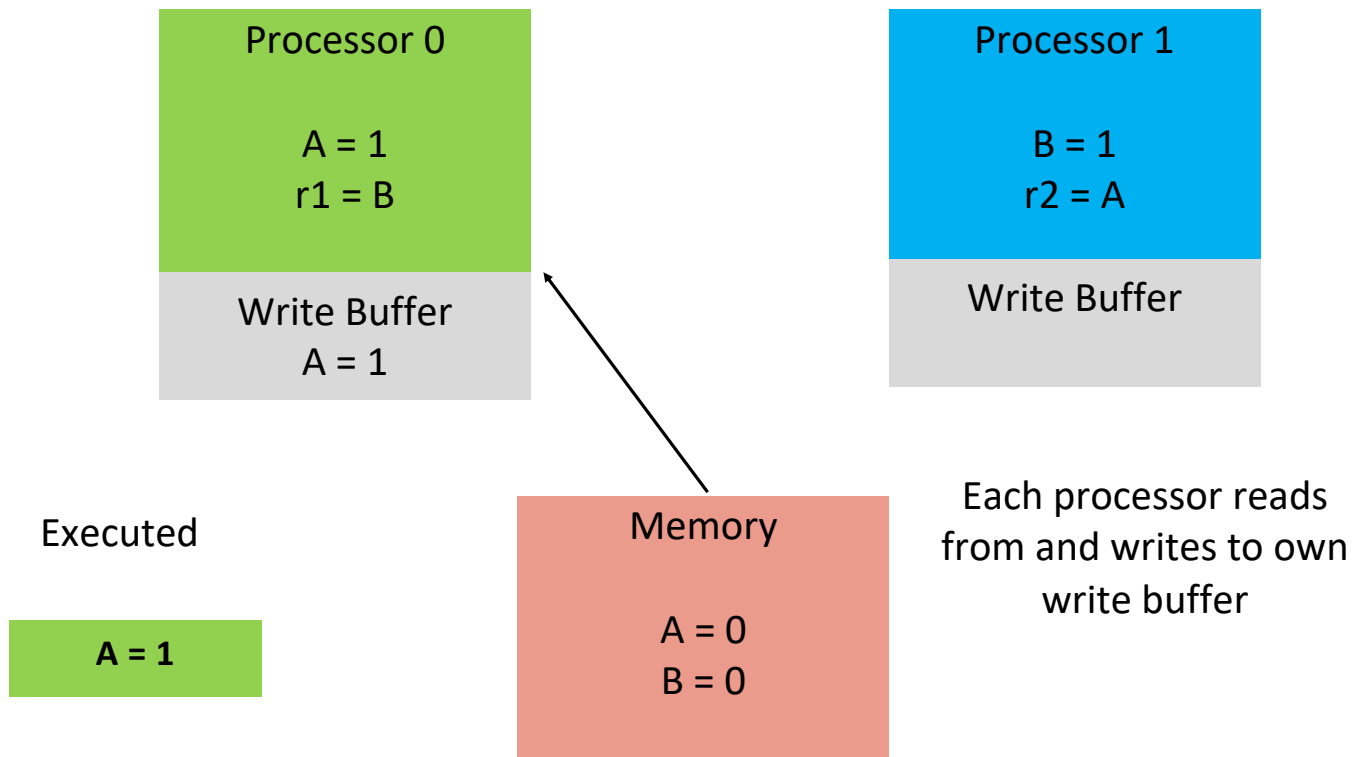 Processor 0
A = 1
r1 = B
Write Buffer
A = 1
Processor 1
B = 1
r2 = A
Write Buffer
Executed
A = 1
Memory
A = 0
B = 0
Each processor reads
from and writes to own
write buffer